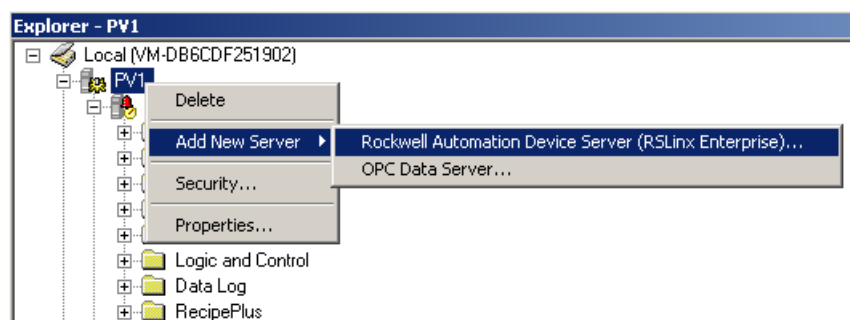 Explorer - PV1
Local (VM-DB6CDF251902)
PV1
Delete
Add New Server
Rockwell Automation Device Server (RSLinx Enterprise)...
OPC Data Server...
Security...
Properties...
Logic and Control
Data Log
RecipePlus